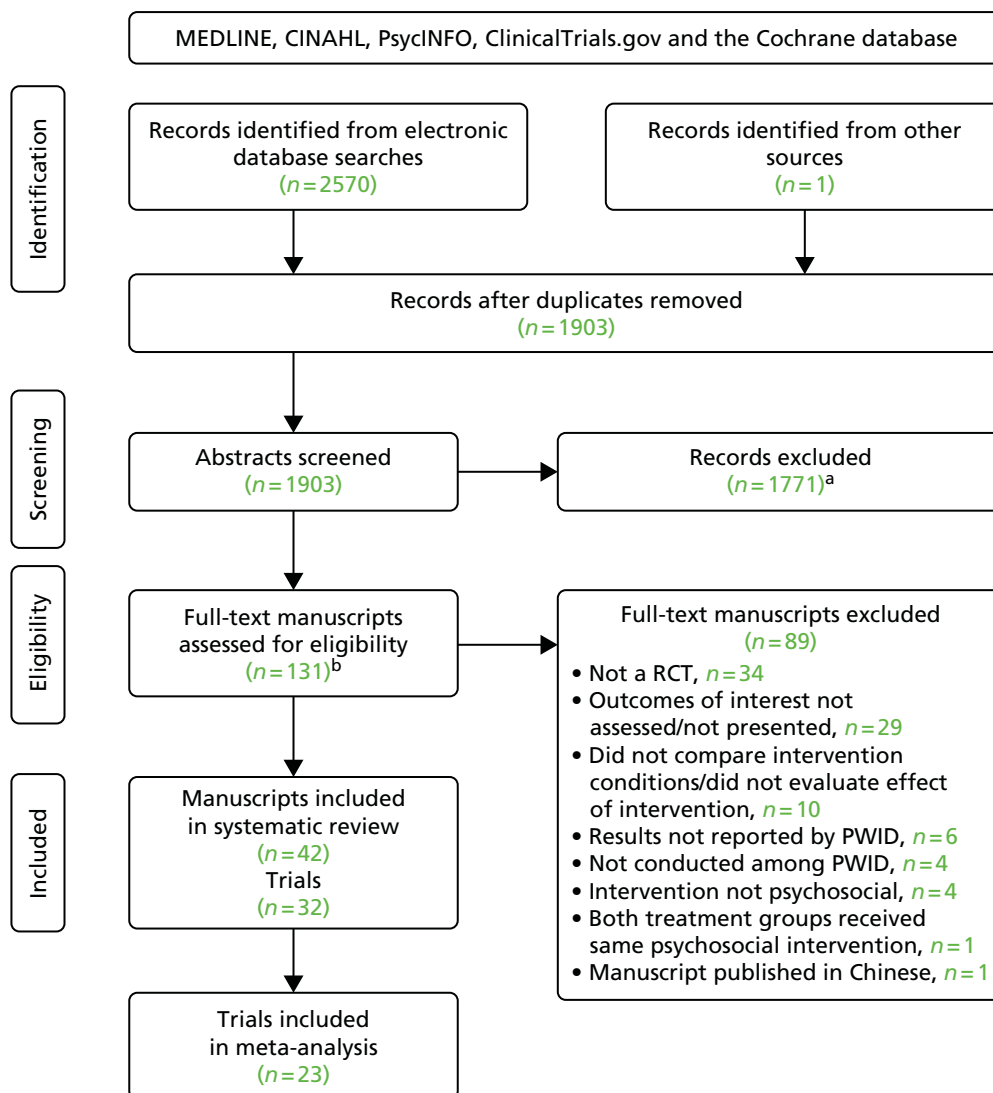 MEDLINE, CINAHL, PsycINFO, ClinicalTrials.gov and the Cochrane database
Identification
Records identified from electronic
database searches
(n=2570)
Records identified from other
sources
(n=1)
Records after duplicates removed
(n=1903)
Screening
Abstracts screened
(n=1903)
Records excluded
(n=1771)a
Eligibility
Full-text manuscripts
assessed for eligibility
(n=131)b
Full-text manuscripts excluded
(n=89)
• Not a RCT, n=34
• Outcomes of interest not
assessed/not presented, n=29
• Did not compare intervention
conditions/did not evaluate effect
of intervention, n=10
• Results not reported by PWID, n=6
• Not conducted among PWID, n=4
• Intervention not psychosocial, n=4
• Both treatment groups received
same psychosocial intervention, n=1
• Manuscript published in Chinese, n=1
Included
Manuscripts included
in systematic review
(n=42)
Trials
(n=32)
Trials included
in meta-analysis
(n=23)